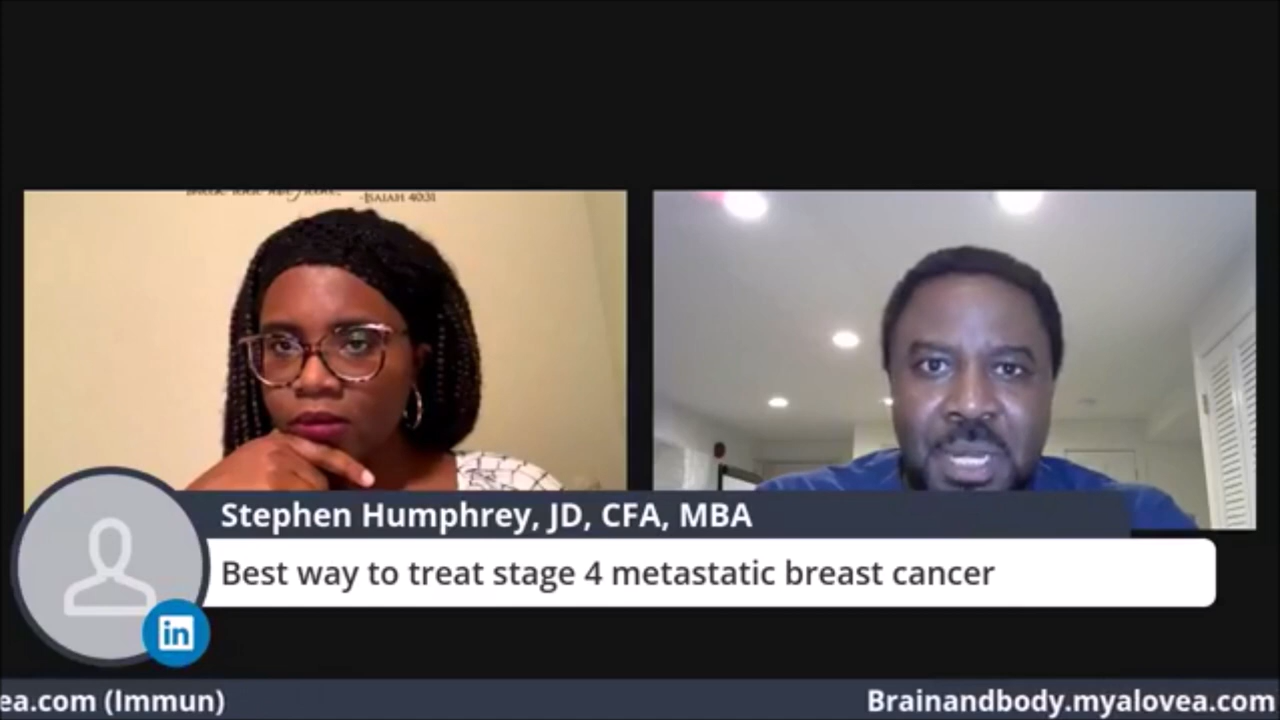 -ISAIAH 40:31
Stephen Humphrey, JD, CFA, MBA
Best way to treat stage 4 metastatic breast cancer
in
ea.com (Immun)
Brainandbody.myalovea.com